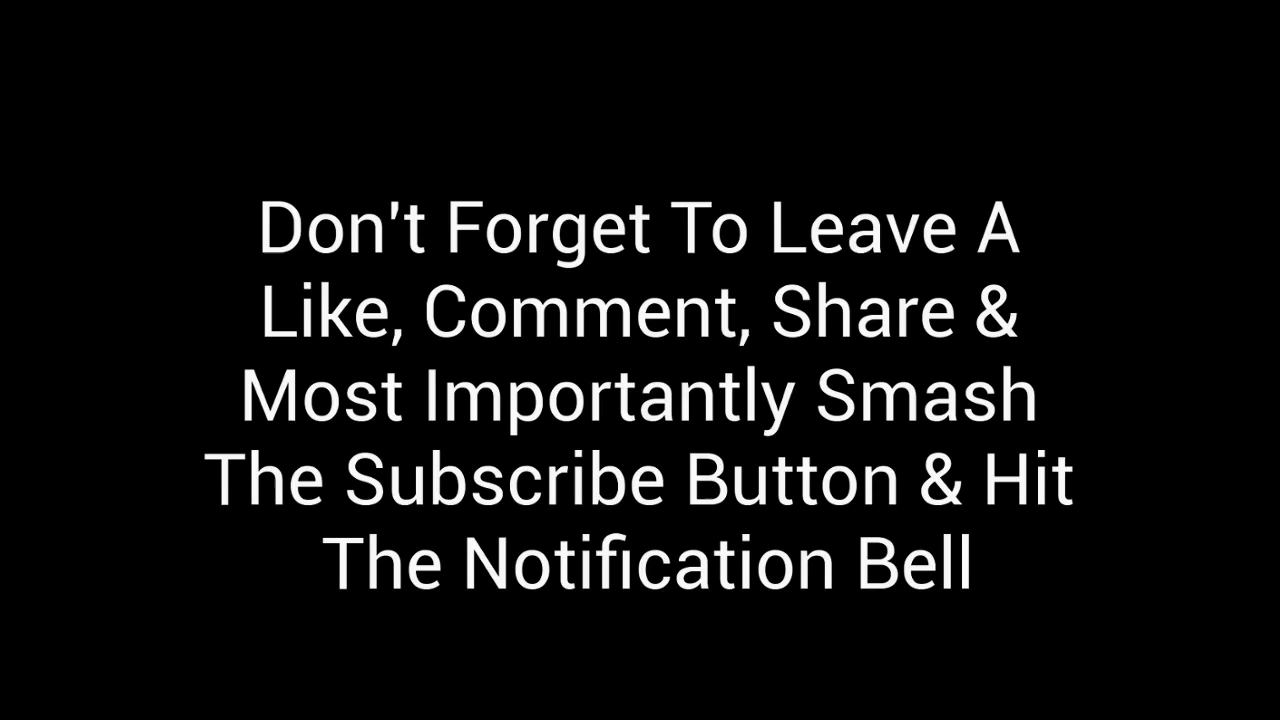 Don't Forget To Leave A
Like, Comment, Share &
Most Importantly Smash
The Subscribe Button & Hit
The Notification Bell